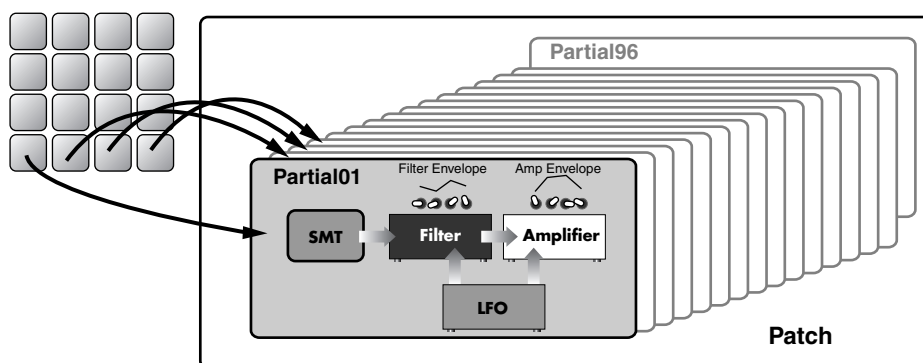 Partial96
Partial01
Filter Envelope
Amp Envelope
SMT
Filter
Amplifier
LFO
Patch